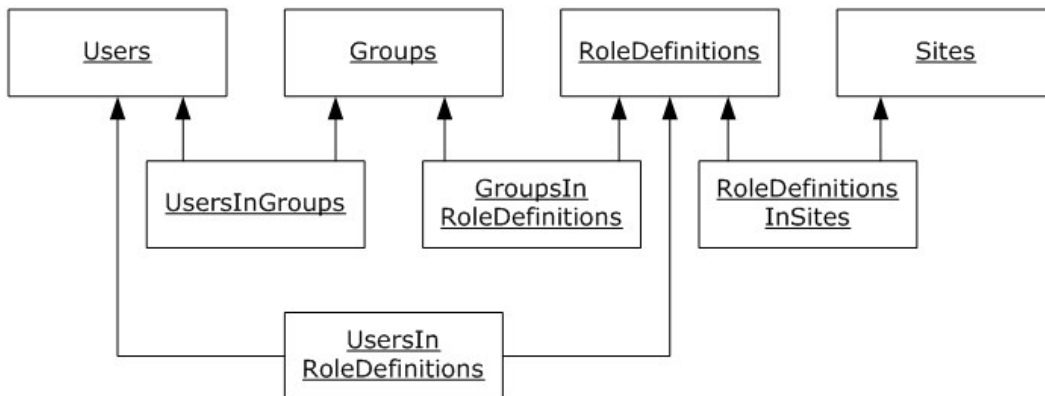 Users
Groups
RoleDefinitions
Sites
UsersInGroups
GroupsIn
RoleDefinitions
RoleDefinitions
InSites
UsersIn
RoleDefinitions